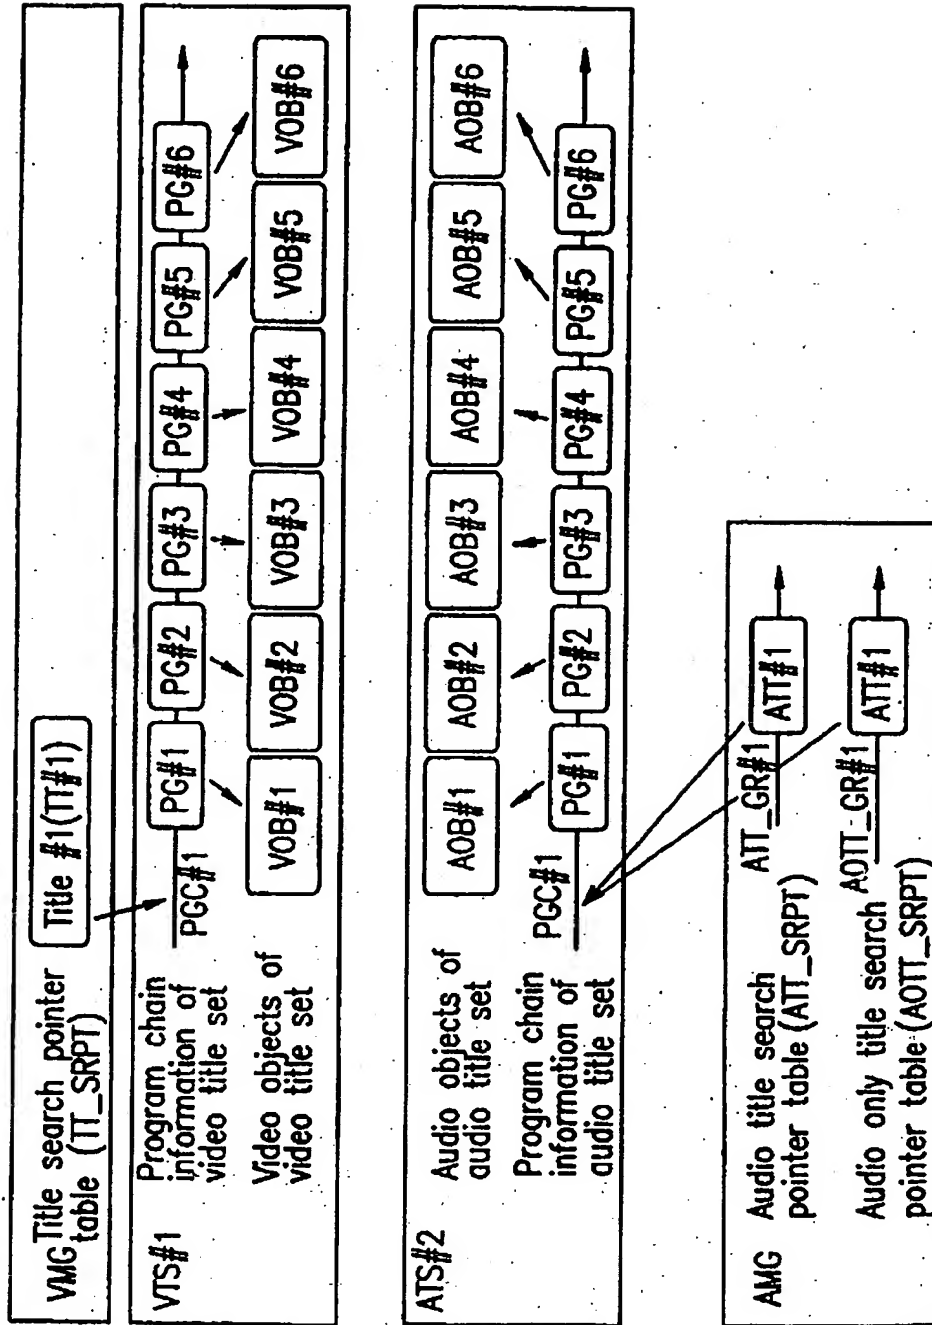 VMG Title search pointer
table (TT_SRPT)
Title #1(TT#1)
VTS#1
Program chain
information of
video title set
PGC#1
PG#1 PG#2 PG#3 PG#4 PG#5 PG#6
Video objects of
video title set
VOB#1 VOB#2 VOB#3 VOB#4 VOB#5 VOB#6
ATS#2
Audio objects of
audio title set
AOB#1 AOB#2 AOB#3 AOB#4 AOB#5 AOB#6
Program chain
information of
audio title set
PGC#1
PG#1 PG#2 PG#3 PG#4 PG#5 PG#6
AMG
Audio title search
pointer table (ATT_SRPT)
ATT_GR#1
ATT#1
Audio only title search
pointer table (AOTT_SRPT)
AOTT-GR#1
ATT#1